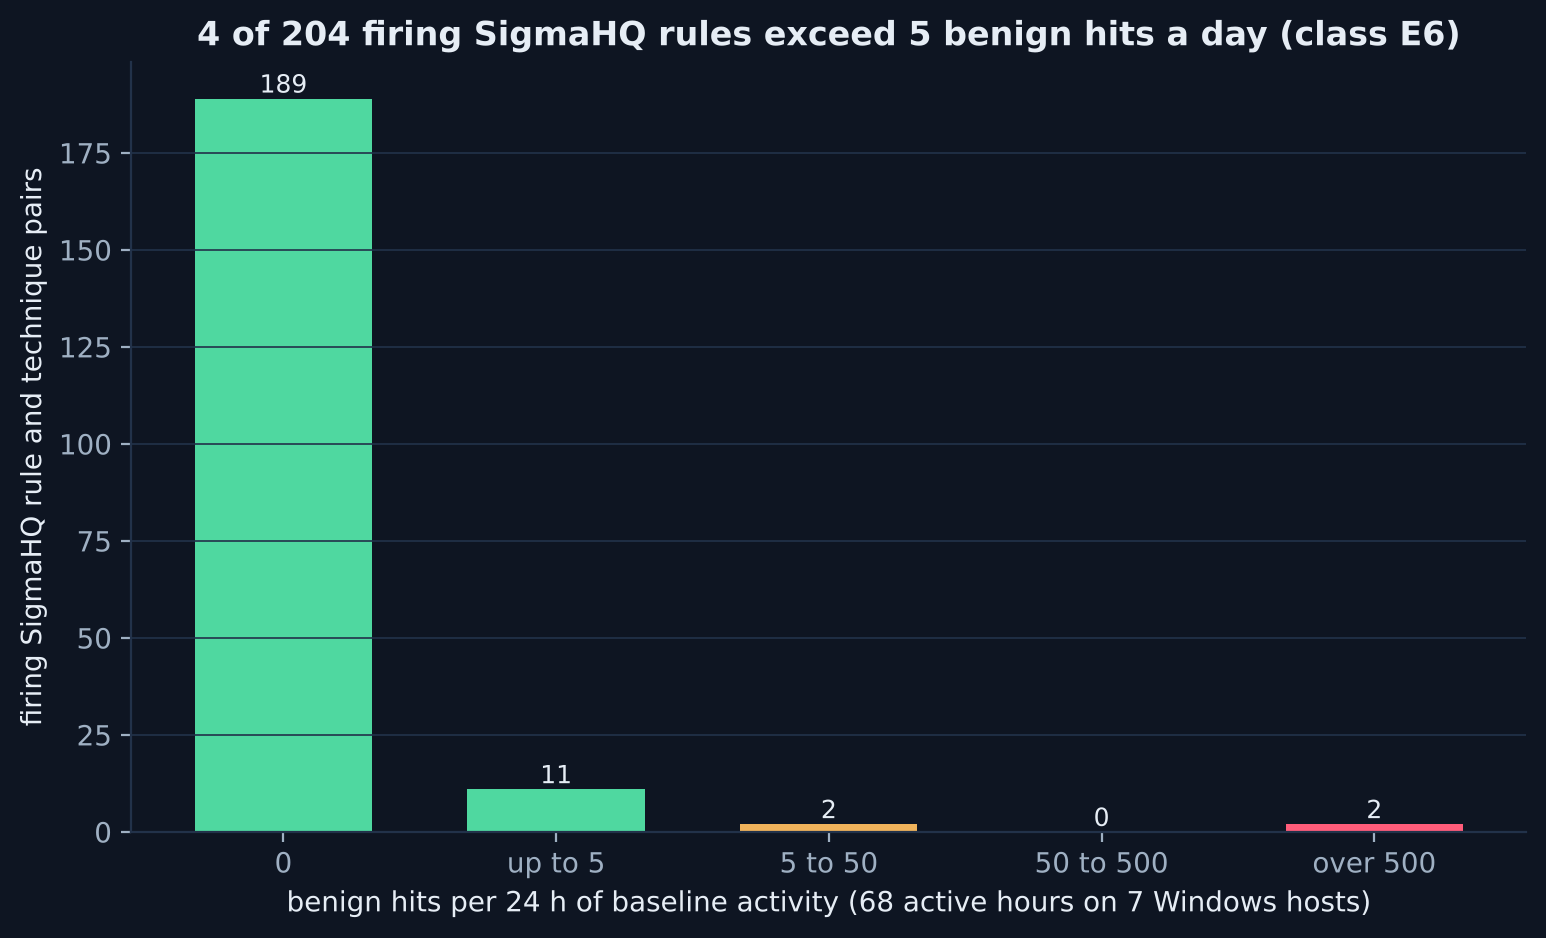 4 of 204 firing SigmaHQ rules exceed 5 benign hits a day (class E6)
firing SigmaHQ rule and technique pairs
175
150
125
100
75
50
25
0
189
11
2
0
2
0
up to 5
5 to 50
50 to 500
over 500
benign hits per 24 h of baseline activity (68 active hours on 7 Windows hosts)